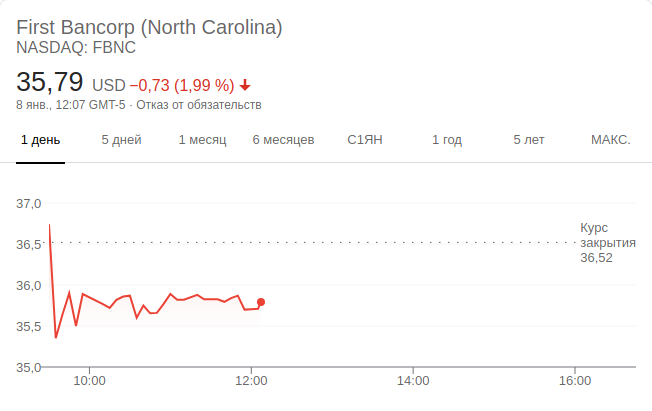 First Bancorp (North Carolina)
NASDAQ: FBNC
35,79 USD −0,73 (1,99 %)
8 янв., 12:07 GMT-5 · Отказ от обязательств
1 день 5 дней 1 месяц 6 месяцев С1ЯН 1 год 5 лет МАКС.
37,0
36,5
36,0
35,5
35,0
Курс
закрытия
36,52
10:00 12:00 14:00 16:00